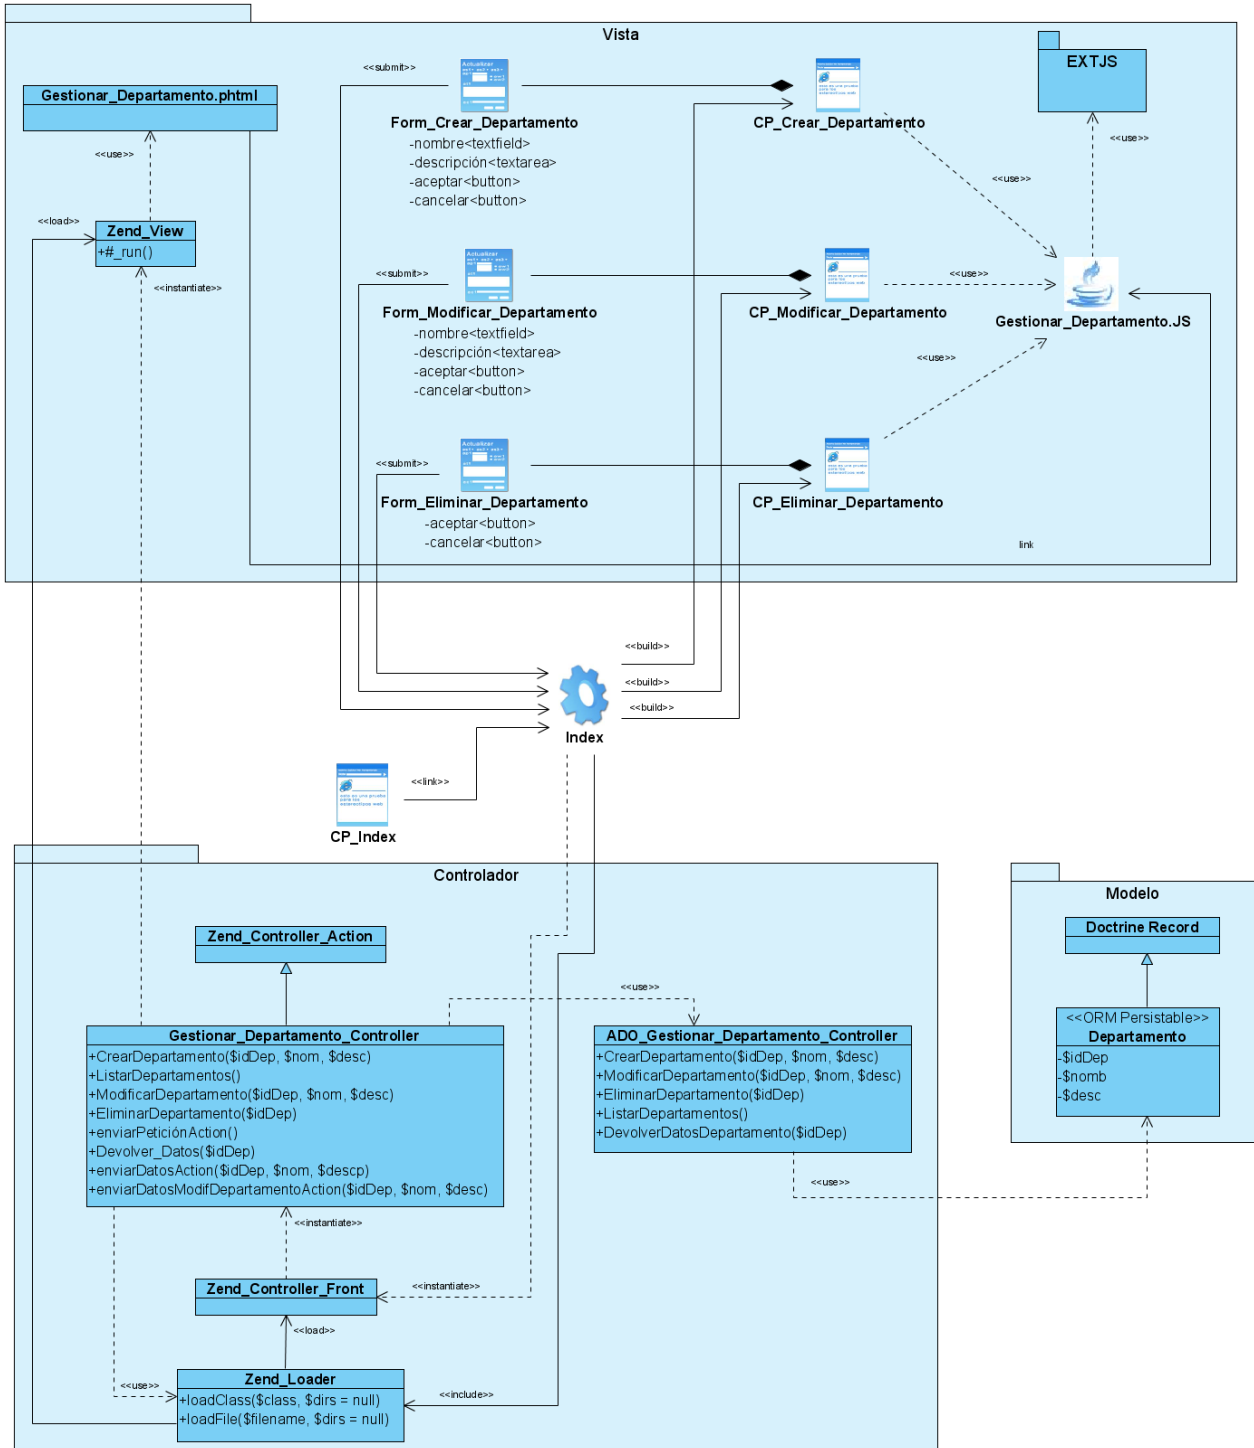 Vista
EXTJS
Gestionar_Departamento.phtml
<<use>>
<<load>>
Zend_View
+#_run()
<<instantiate>>
<<submit>>
Actualizar
Form_Crear_Departamento
-nombre<textfield>
-descripción<textarea>
-aceptar<button>
-cancelar<button>
CP_Crear_Departamento
<<use>>
<<use>>
<<submit>>
Actualizar
Form_Modificar_Departamento
-nombre<textfield>
-descripción<textarea>
-aceptar<button>
-cancelar<button>
CP_Modificar_Departamento
<<use>>
Gestionar_Departamento.JS
<<use>>
<<submit>>
Actualizar
Form_Eliminar_Departamento
-aceptar<button>
-cancelar<button>
CP_Eliminar_Departamento
link
<<build>>
<<build>>
<<build>>
Index
<<link>>
CP_Index
Controlador
Zend_Controller_Action
<<use>>
Gestionar_Departamento_Controller
+CrearDepartamento($idDep, $nom, $desc)
+ListarDepartamentos()
+ModificarDepartamento($idDep, $nom, $desc)
+EliminarDepartamento($idDep)
+enviarPeticiónAction()
+Devolver_Datos($idDep)
+enviarDatosAction($idDep, $nom, $descp)
+enviarDatosModifDepartamentoAction($idDep, $nom, $desc)
ADO_Gestionar_Departamento_Controller
+CrearDepartamento($idDep, $nom, $desc)
+ModificarDepartamento($idDep, $nom, $desc)
+EliminarDepartamento($idDep)
+ListarDepartamentos()
+DevolverDatosDepartamento($idDep)
<<use>>
<<instantiate>>
Zend_Controller_Front
<<instantiate>>
<<load>>
<<use>>
Zend_Loader
+loadClass($class, $dirs = null)
+loadFile($filename, $dirs = null)
<<include>>
Modelo
Doctrine Record
<<ORM Persistable>>
Departamento
-$idDep
-$nomb
-$desc